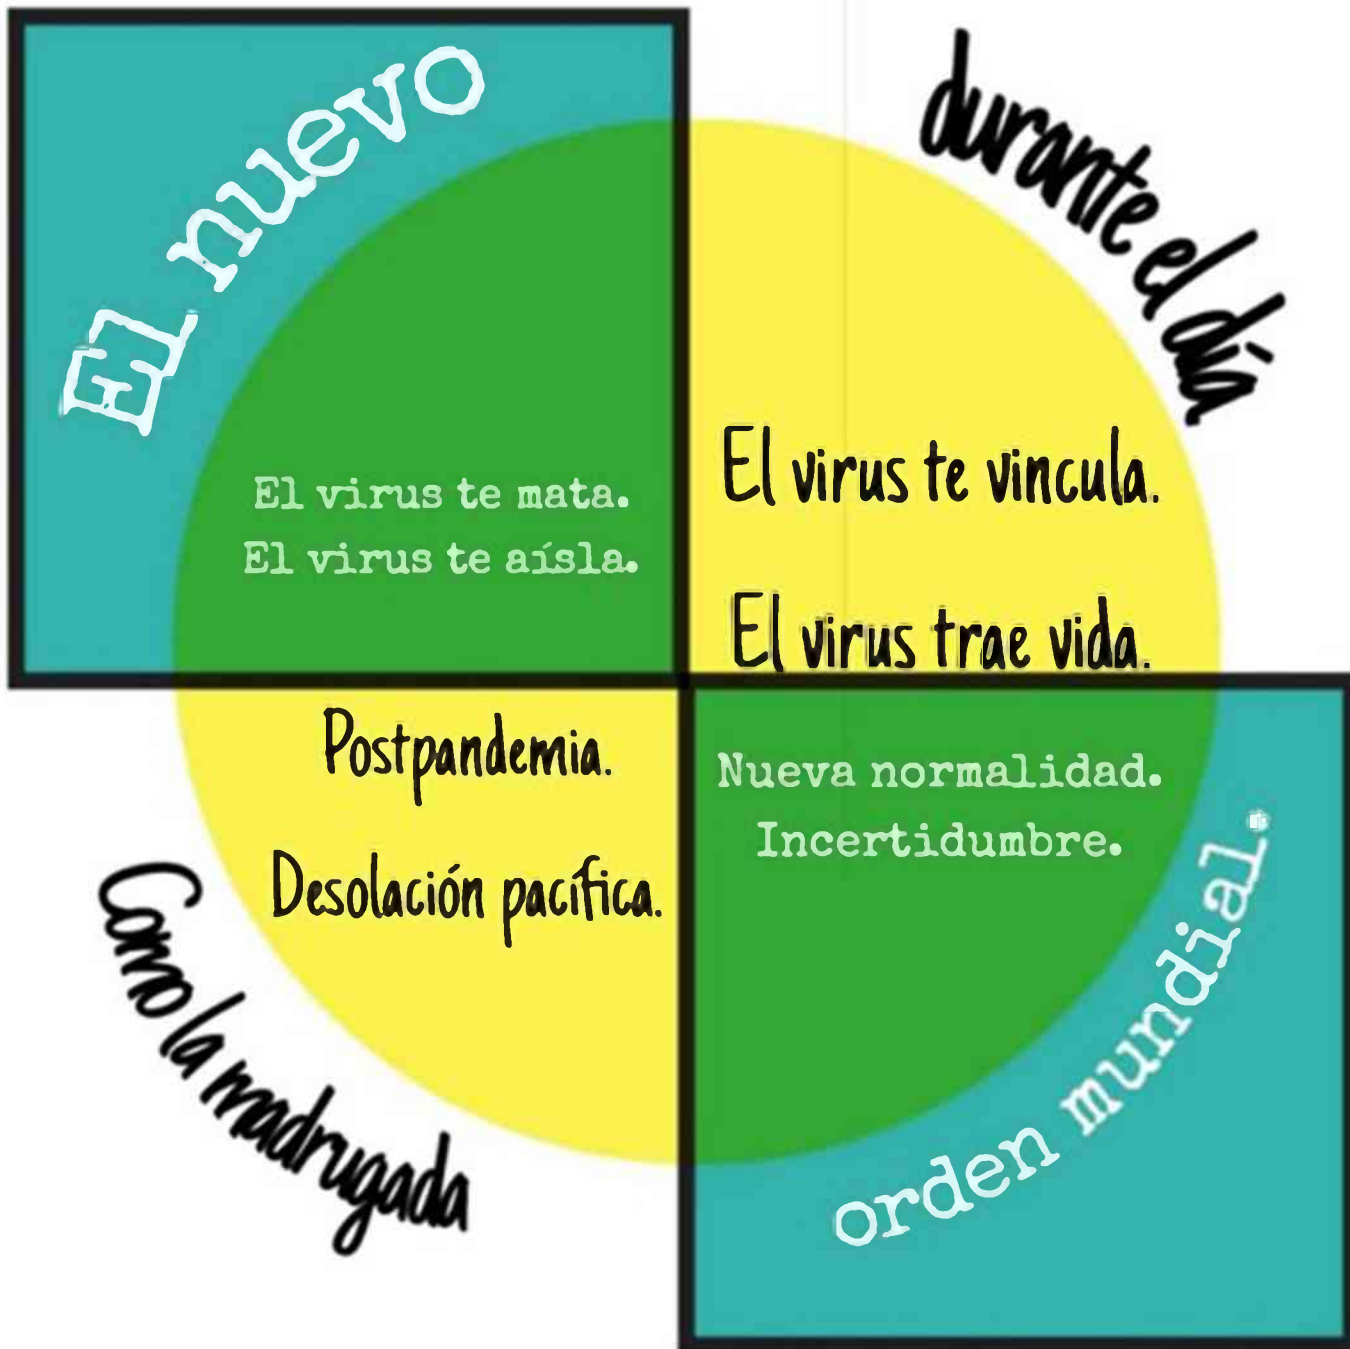 El nuevo
durante el día
El virus te mata.
El virus te aísla.
El virus te vincula.
El virus trae vida.
Postpandemia.
Desolación pacífica.
Nueva normalidad.
Incertidumbre.
Como la madrugada
orden mundial.